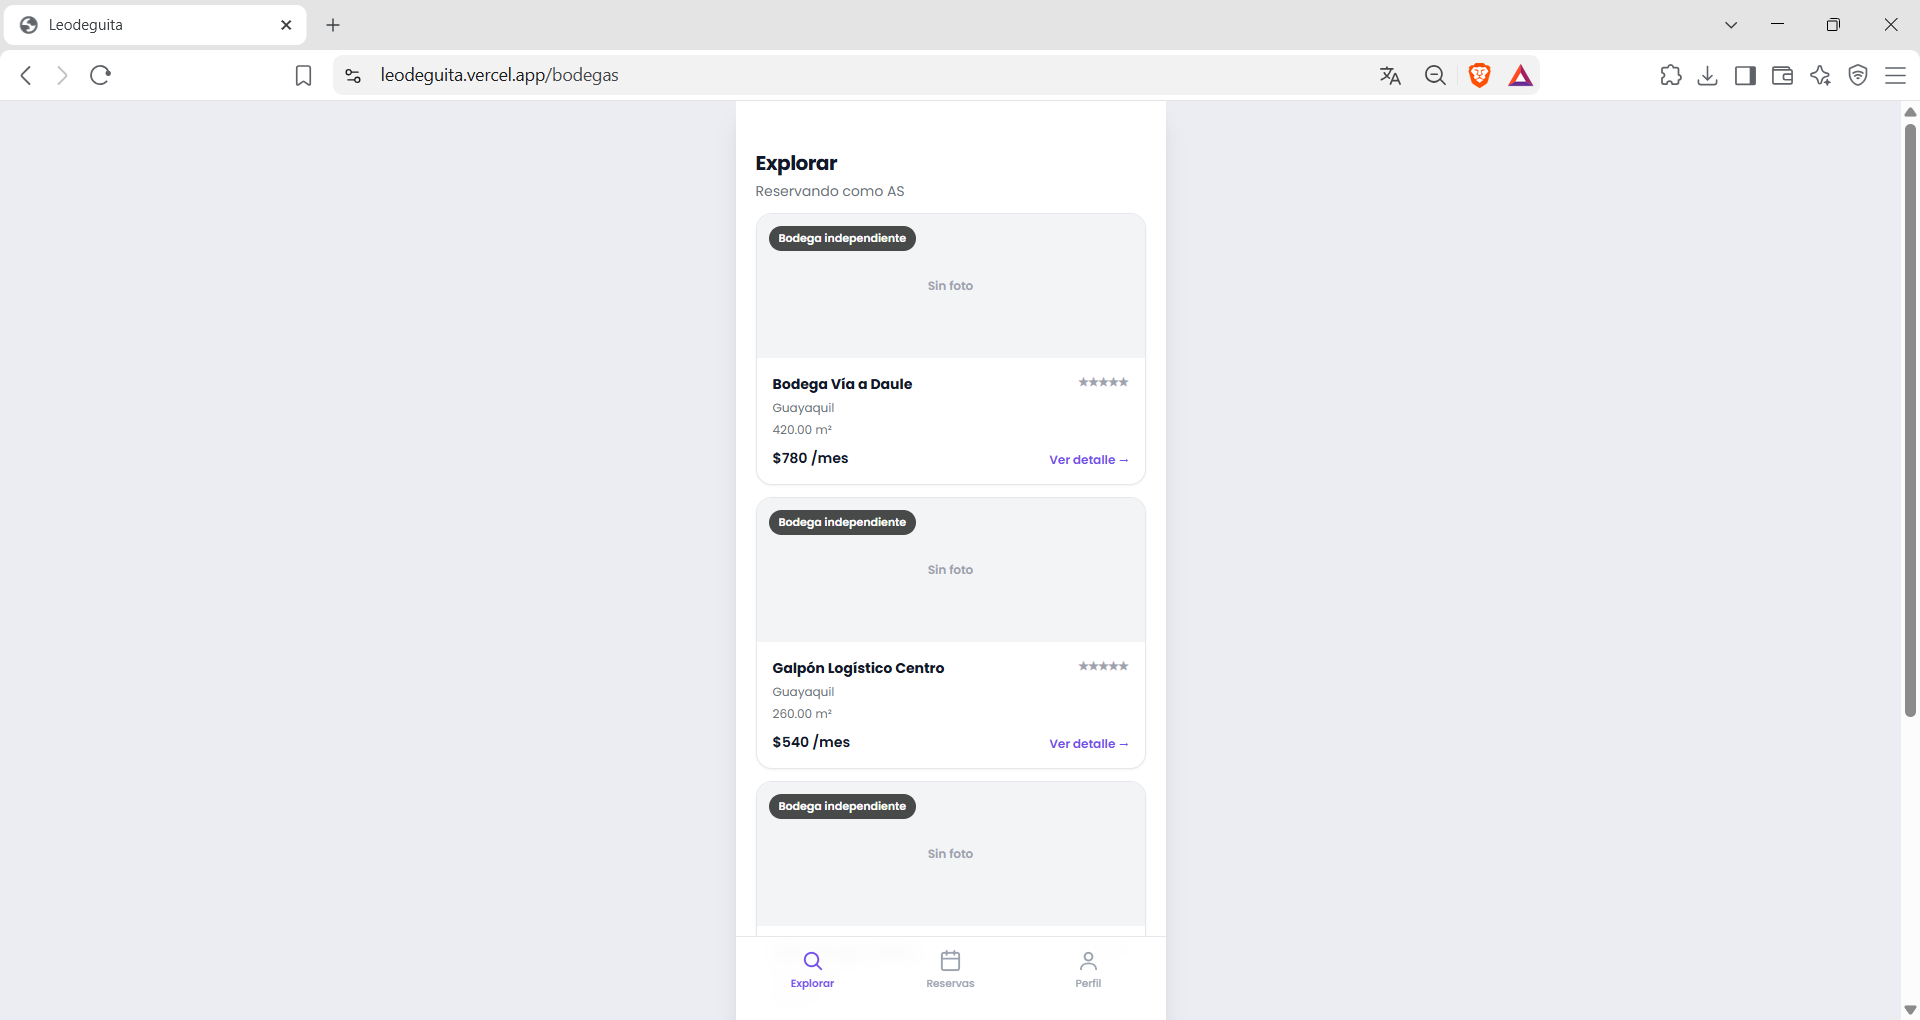 Leodeguita
leodeguita.vercel.app/bodegas
Explorar
Reservando como AS
Bodega independiente
Sin foto
Bodega Vía a Daule
★★★★★
Guayaquil
420.00 m²
$780 /mes
Ver detalle →
Bodega independiente
Sin foto
Galpón Logístico Centro
★★★★★
Guayaquil
260.00 m²
$540 /mes
Ver detalle →
Bodega independiente
Sin foto
Explorar
Reservas
Perfil